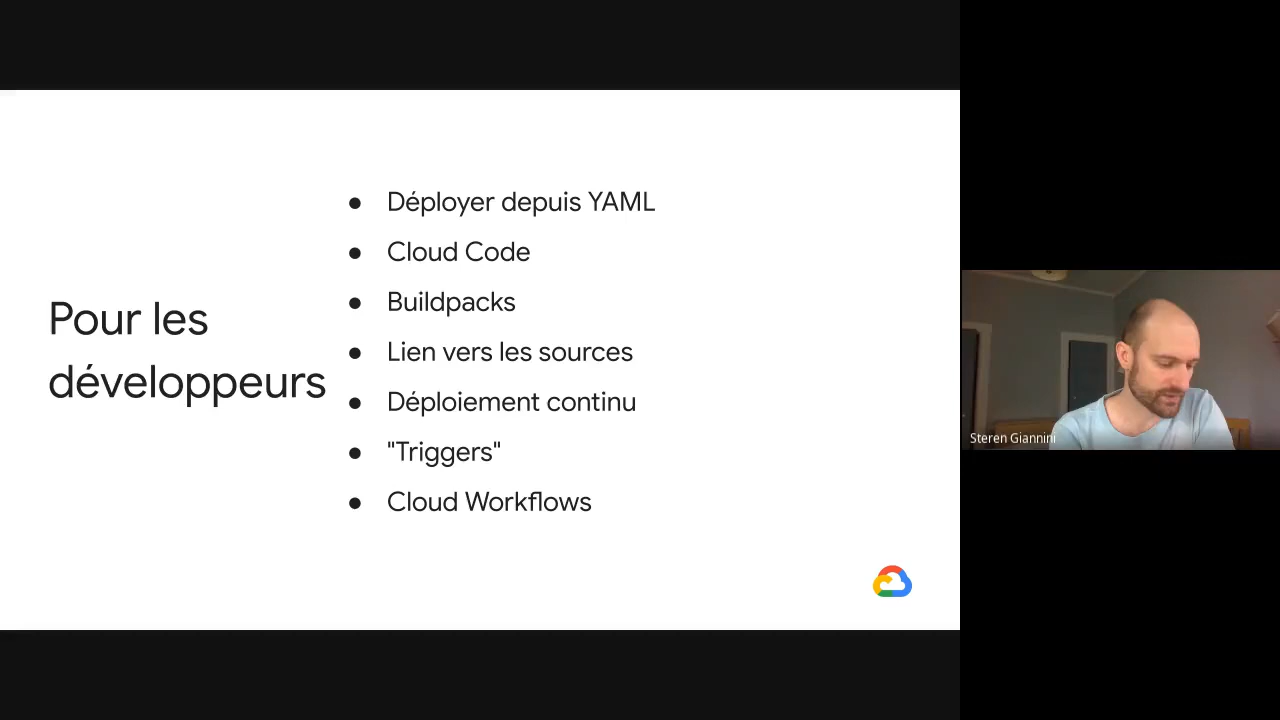 Pour les
développeurs
Déployer depuis YAML
Cloud Code
Buildpacks
Lien vers les sources
Déploiement continu
"Triggers"
Cloud Workflows
Steren Giannini